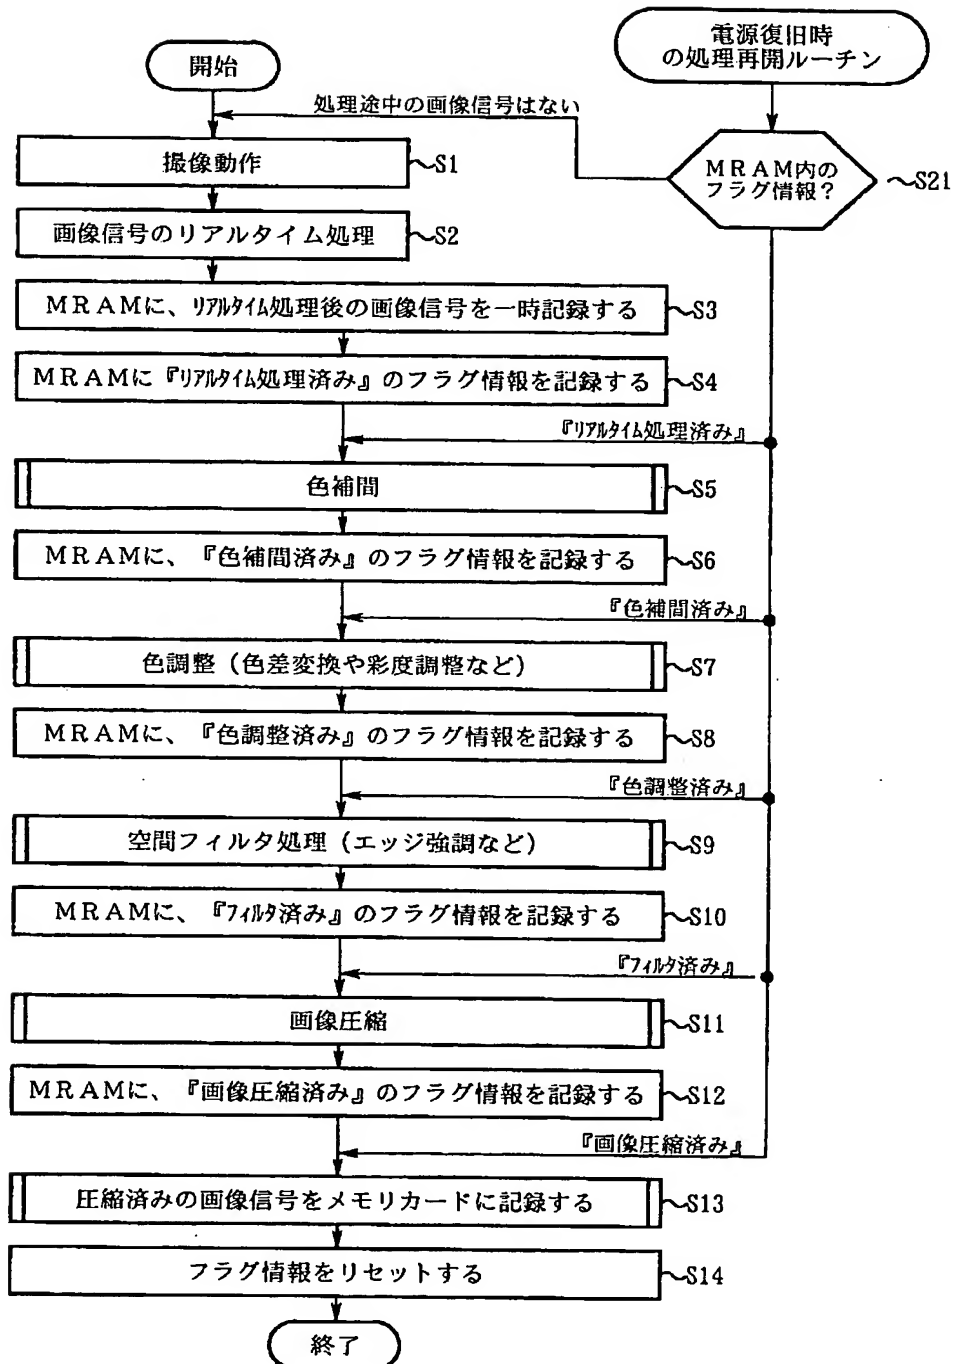 電源復旧時
の処理再開ルーチン
開始
処理途中の画像信号はない
撮像動作
S1
MRAM内の
フラグ情報?
S21
画像信号のリアルタイム処理
S2
MRAMに、リアルタイム処理後の画像信号を一時記録する
S3
MRAMに『リアルタイム処理済み』のフラグ情報を記録する
S4
『リアルタイム処理済み』
色補間
S5
MRAMに、『色補間済み』のフラグ情報を記録する
S6
『色補間済み』
色調整(色差変換や彩度調整など)
S7
MRAMに、『色調整済み』のフラグ情報を記録する
S8
『色調整済み』
空間フィルタ処理(エッジ強調など)
S9
MRAMに、『フィルタ済み』のフラグ情報を記録する
S10
『フィルタ済み』
画像圧縮
S11
MRAMに、『画像圧縮済み』のフラグ情報を記録する
S12
『画像圧縮済み』
圧縮済みの画像信号をメモリカードに記録する
S13
フラグ情報をリセットする
S14
終了